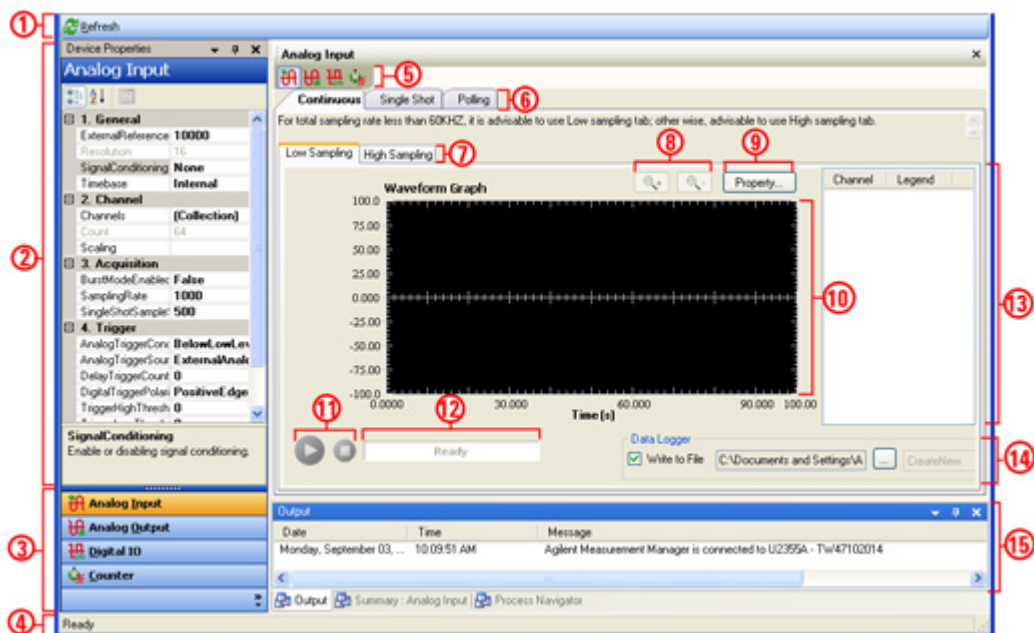 ① Refresh
Device Properties
Analog Input
1. General
ExternalReference 10000
Resolution 16
SignalConditioning None
Timebase Internal
2. Channel
Channels (Collection)
Count 64
Scaling
3. Acquisition
BurstModeEnablec False
SamplingRate 1000
SingleShotSample 500
4. Trigger
AnalogTriggerConc BelowLowLev
AnalogTriggerSour ExternalAnalo
DelayTriggerCount 0
DigitalTriggerPolari PositiveEdge
TriggerHighThresh 0
SignalConditioning
Enable or disabling signal conditioning.
②
Analog Input
Analog Output
Digital IO
Counter
③
④ Ready
Analog Input
⑤
Continuous Single Shot Polling ⑥
For total sampling rate less than 60KHZ, it is advisable to use Low sampling tab; other wise, advisable to use High sampling tab.
Low Sampling High Sampling ⑦
⑧ ⑨
Property...
Channel Legend
Waveform Graph
100.0
75.00
50.00
25.00
0.000
-25.00
-50.00
-75.00
-100.0
0.0000 30.000 60.000 90.000 100.00
Time (s)
⑩
⑬
⑪ ⑫
Ready
Data Logger
Write to File C:\Documents and Settings\A ... CreateNew
⑭
Output
Date Time Message
Monday, September 03, ... 10:09:51 AM Agilent Measurement Manager is connected to U2355A - TW47102014
⑮
Output Summary : Analog Input Process Navigator